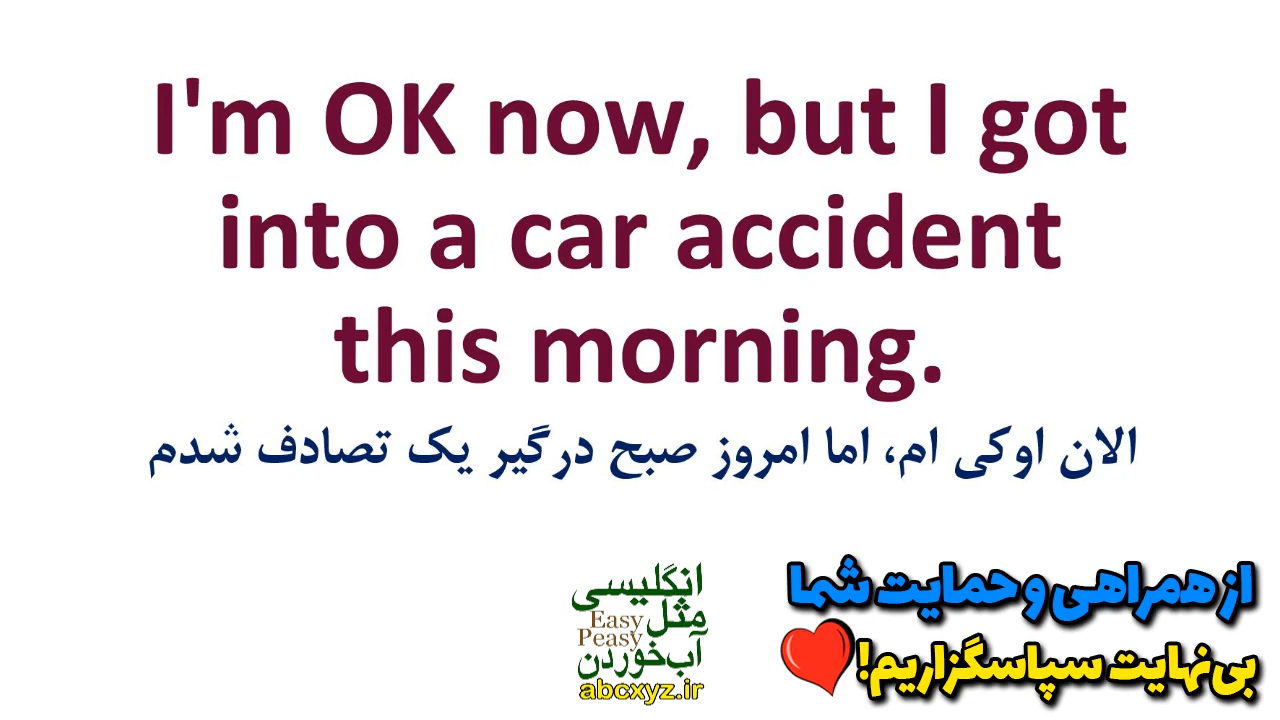 I'm OK now, but I got
into a car accident
this morning.
الان اوکی ام، اما امروز صبح درگیر یک تصادف شدم
انگلیسی
مثل
Easy
Peasy
آب‌خوردن
abcxyz.ir
از همراهی و حمایت شما
بی‌نهایت سپاسگزاریم!